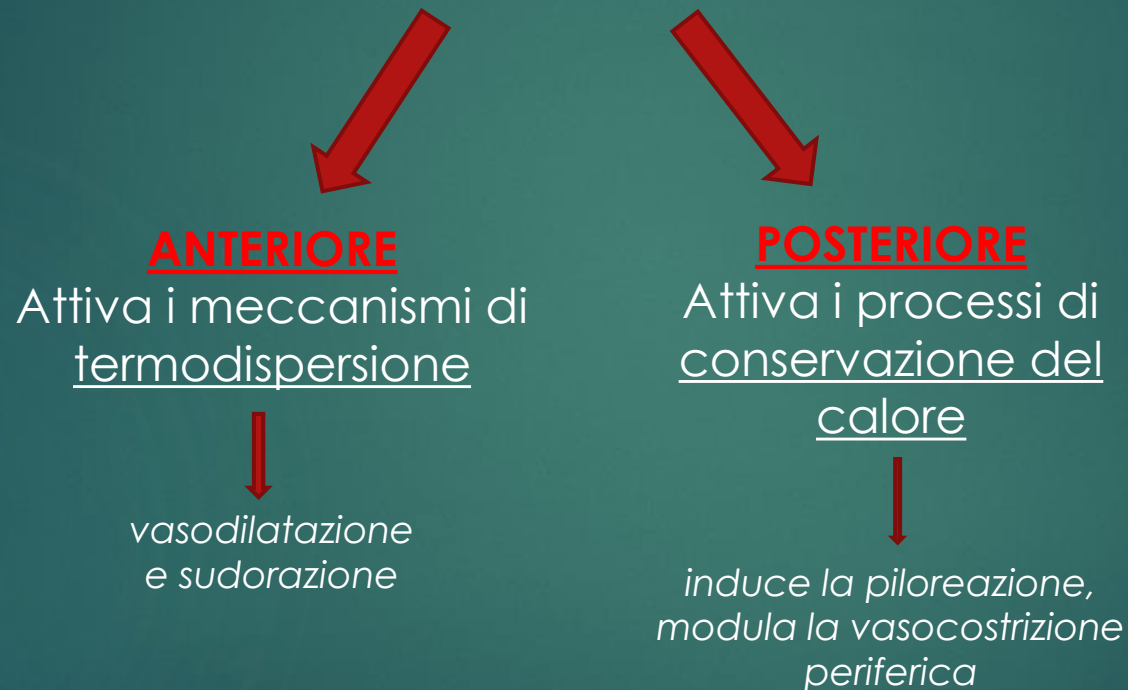 ANTERIORE
Attiva i meccanismi di
termodispersione
vasodilatazione
e sudorazione
POSTERIORE
Attiva i processi di
conservazione del
calore
induce la piloreazione,
modula la vasocostrizione
periferica